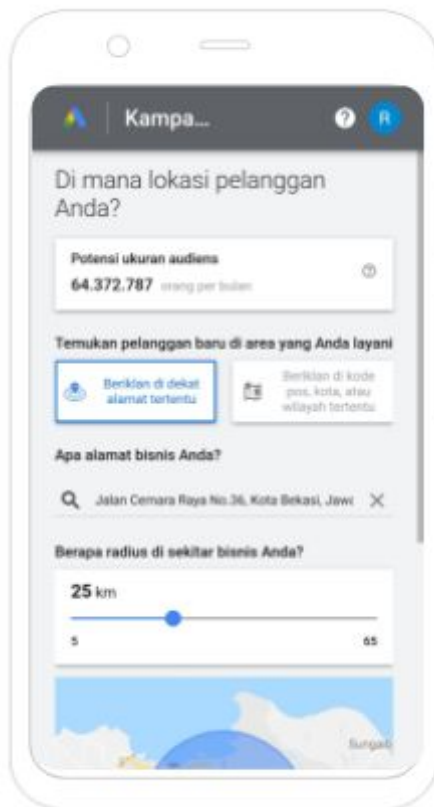 Kampa...
R
Di mana lokasi pelanggan
Anda?
Potensi ukuran audiens
64.372.787 orang per bulan
Temukan pelanggan baru di area yang Anda layani
Beriklan di dekat
alamat tertentu
Beriklan di kode
pos, kota, atau
wilayah tertentu
Apa alamat bisnis Anda?
Jalan Cemara Raya No.36, Kota Bekasi, Jawa
Berapa radius di sekitar bisnis Anda?
25 km
5 65